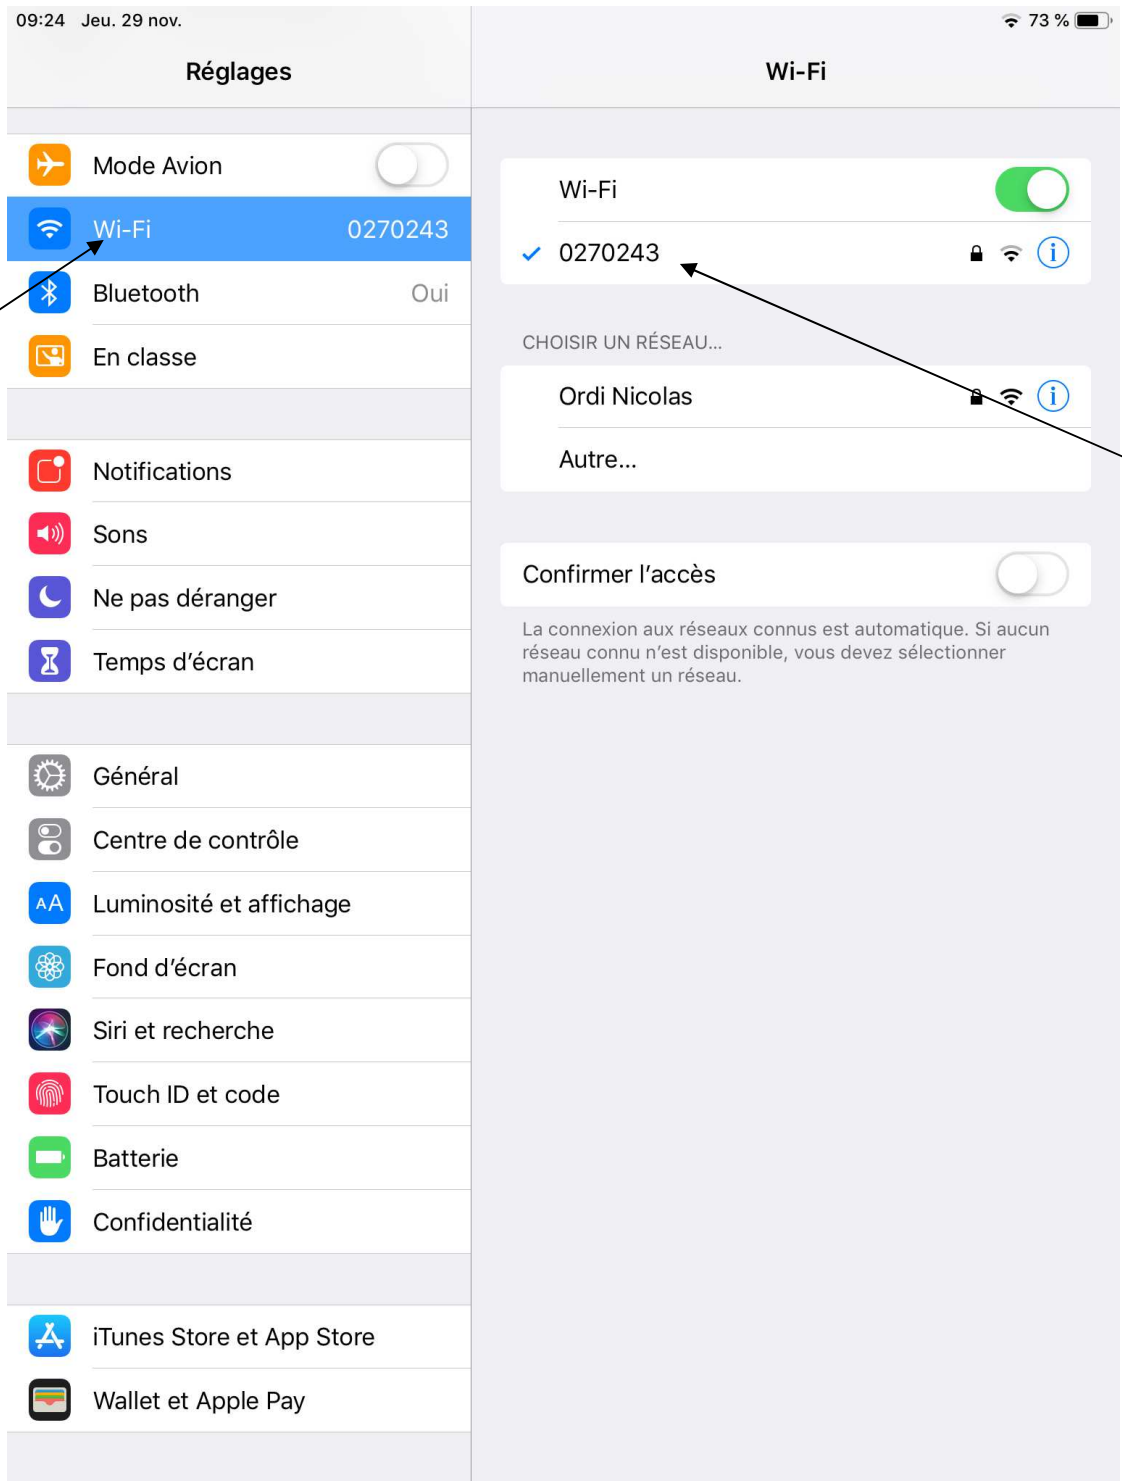 09:24 Jeu. 29 nov.
73 %
Réglages
Mode Avion
Wi-Fi 0270243
Bluetooth Oui
En classe
Notifications
Sons
Ne pas déranger
Temps d’écran
Général
Centre de contrôle
AA Luminosité et affichage
Fond d’écran
Siri et recherche
Touch ID et code
Batterie
Confidentialité
iTunes Store et App Store
Wallet et Apple Pay
Wi-Fi
Wi-Fi
0270243
CHOISIR UN RÉSEAU...
Ordi Nicolas
Autre...
Confirmer l’accès
La connexion aux réseaux connus est automatique. Si aucun
réseau connu n’est disponible, vous devez sélectionner
manuellement un réseau.